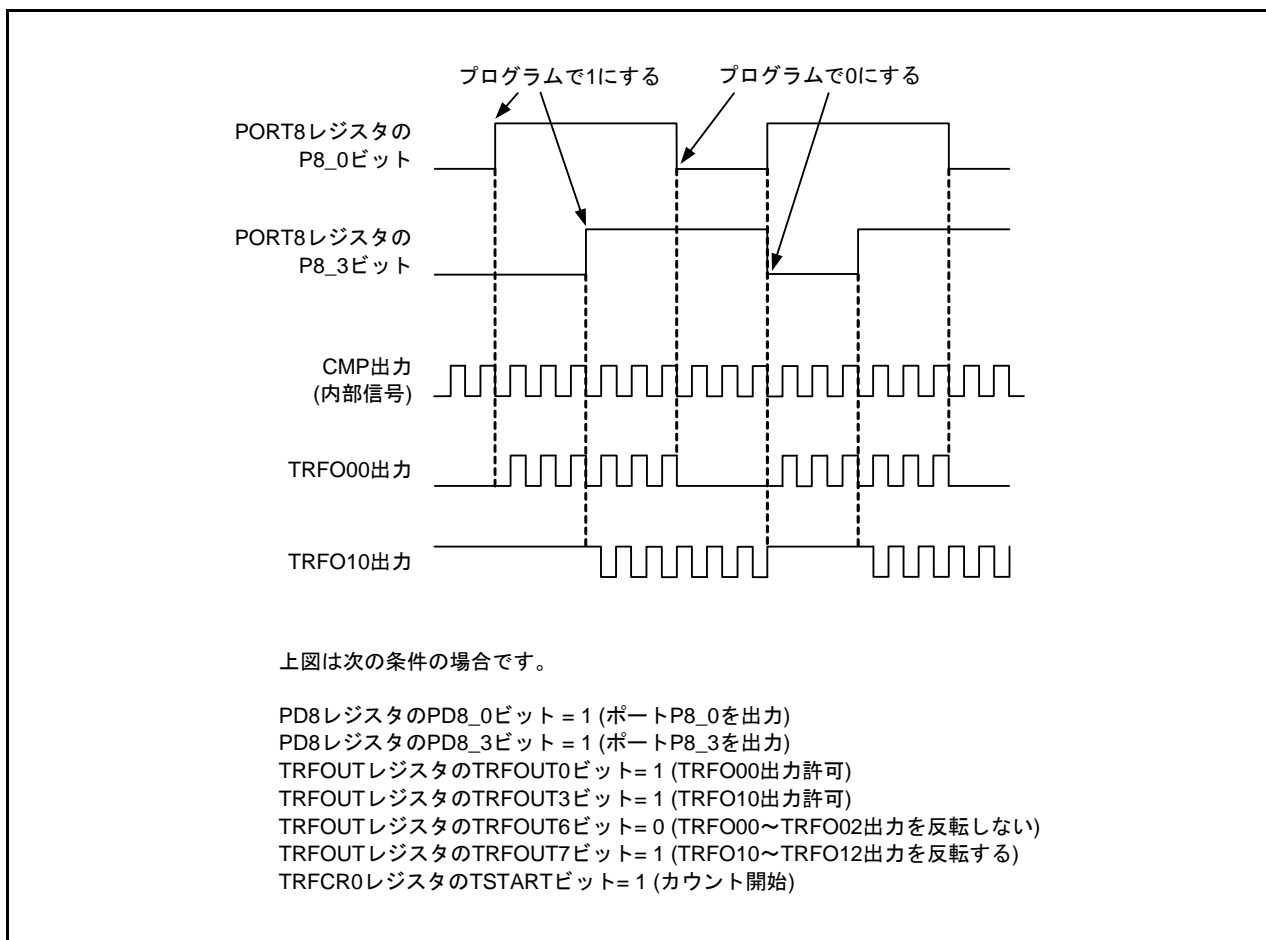 プログラムで1にする
プログラムで0にする
PORT8レジスタの
P8_0ビット
PORT8レジスタの
P8_3ビット
CMP出力
(内部信号)
TRFO00出力
TRFO10出力
上図は次の条件の場合です。
PD8レジスタのPD8_0ビット = 1 (ポートP8_0を出力)
PD8レジスタのPD8_3ビット = 1 (ポートP8_3を出力)
TRFOUTレジスタのTRFOUT0ビット= 1 (TRFO00出力許可)
TRFOUTレジスタのTRFOUT3ビット= 1 (TRFO10出力許可)
TRFOUTレジスタのTRFOUT6ビット= 0 (TRFO00～TRFO02出力を反転しない)
TRFOUTレジスタのTRFOUT7ビット= 1 (TRFO10～TRFO12出力を反転する)
TRFCR0レジスタのTSTARTビット= 1 (カウント開始)